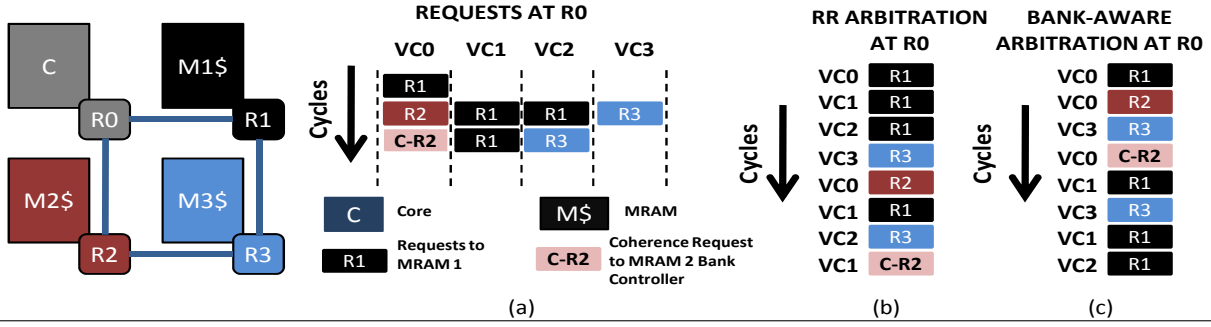 C
M1$
R0
R1
M2$
M3$
R2
R3
REQUESTS AT R0
VC0 VC1 VC2 VC3
Cycles
R1
R2 R1 R1 R3
C-R2 R1 R3
C Core
M$ MRAM
R1 Requests to
MRAM 1
C-R2 Coherence Request
to MRAM 2 Bank
Controller
(a)
RR ARBITRATION
AT R0
Cycles
VC0 R1
VC1 R1
VC2 R1
VC3 R3
VC0 R2
VC1 R1
VC2 R3
VC1 C-R2
(b)
BANK-AWARE
ARBITRATION AT R0
Cycles
VC0 R1
VC0 R2
VC3 R3
VC0 C-R2
VC1 R1
VC3 R3
VC1 R1
VC2 R1
(c)